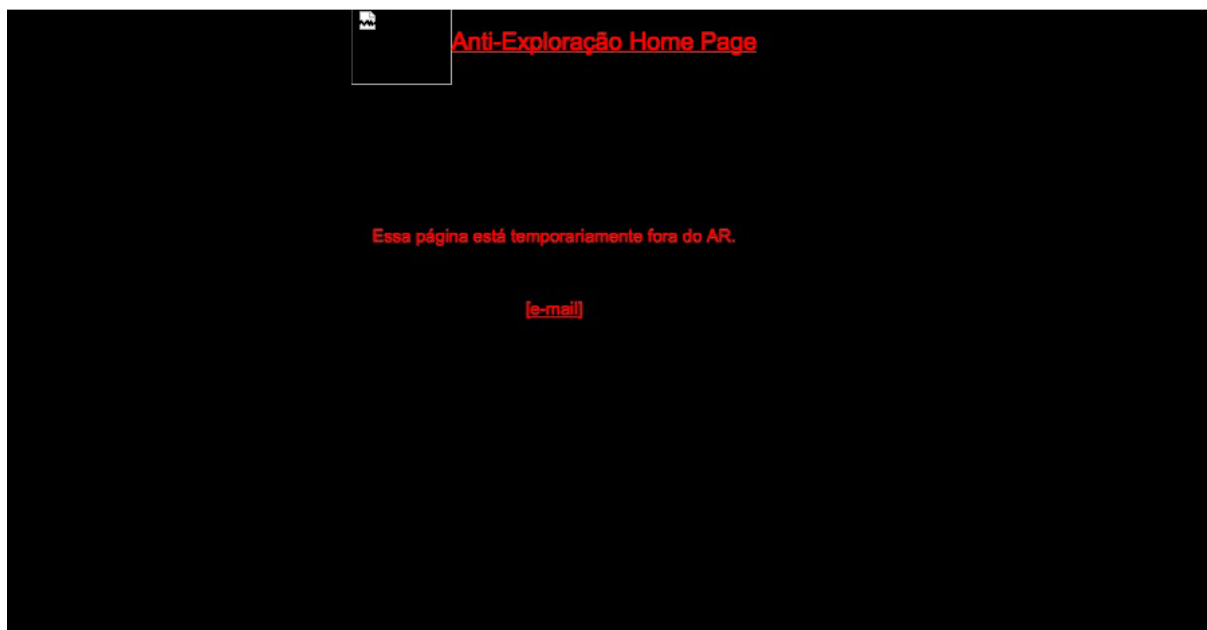 Anti-Exploração Home Page
Essa página está temporariamente fora do AR.
[e-mail]